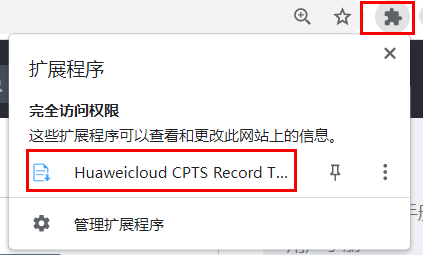 扩展程序
完全访问权限
这些扩展程序可以查看和更改此网站上的信息。
Huaweicloud CPTS Record T...
管理扩展程序